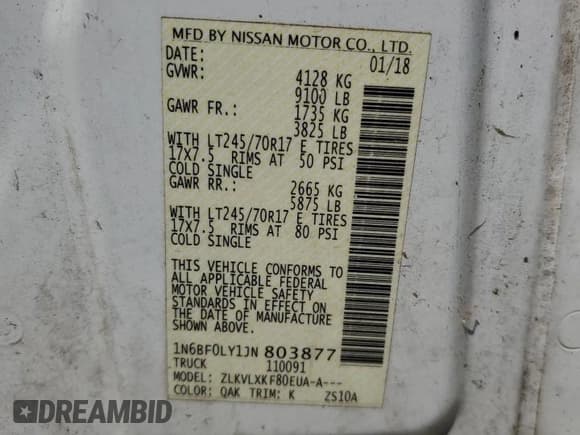 MFD BY NISSAN MOTOR CO., LTD.
DATE: 01/18
GVWR: 4128 KG
9100 LB
GAWR FR.: 1735 KG
3825 LB
WITH LT245/70R17 E TIRES
17X7.5 RIMS AT 50 PSI
COLD SINGLE
GAWR RR.: 2665 KG
5875 LB
WITH LT245/70R17 E TIRES
17X7.5 RIMS AT 80 PSI
COLD SINGLE
THIS VEHICLE CONFORMS TO
ALL APPLICABLE FEDERAL
MOTOR VEHICLE SAFETY
STANDARDS IN EFFECT ON
THE DATE OF MANUFACTURE
SHOWN ABOVE.
1N6BF0LY1JN803877
TRUCK 110091
MODEL: ZLKVLXKF80EUA-A---
COLOR: QAK TRIM: K ZS10A
DREAMBID